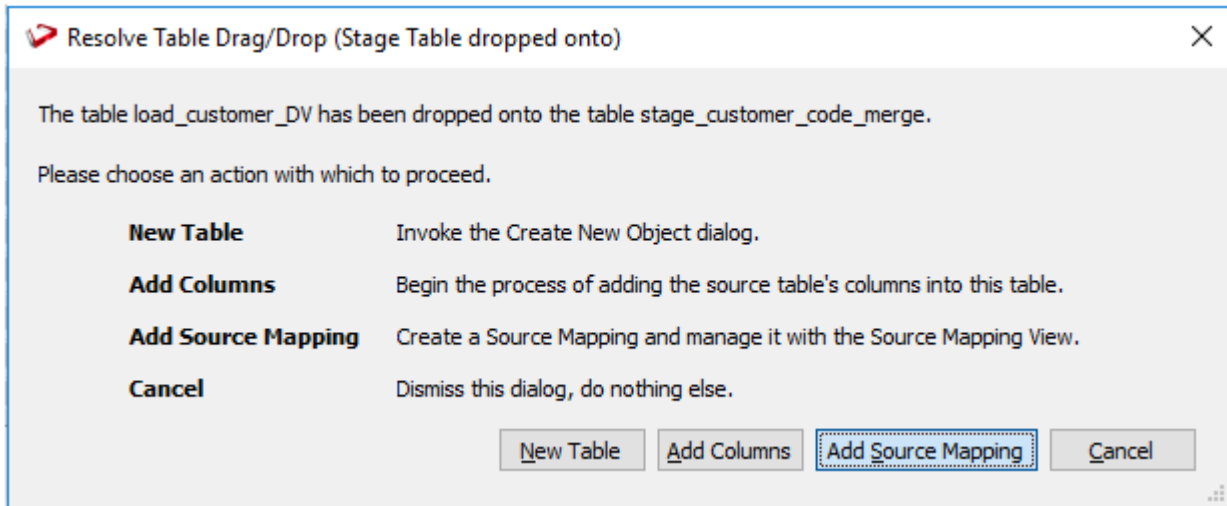 Resolve Table Drag/Drop (Stage Table dropped onto)
The table load_customer_DV has been dropped onto the table stage_customer_code_merge.
Please choose an action with which to proceed.
New Table Invoke the Create New Object dialog.
Add Columns Begin the process of adding the source table's columns into this table.
Add Source Mapping Create a Source Mapping and manage it with the Source Mapping View.
Cancel Dismiss this dialog, do nothing else.
New Table Add Columns Add Source Mapping Cancel